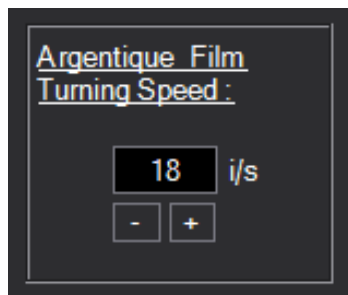 Argentique Film
Turning Speed :
18 i/s
- +